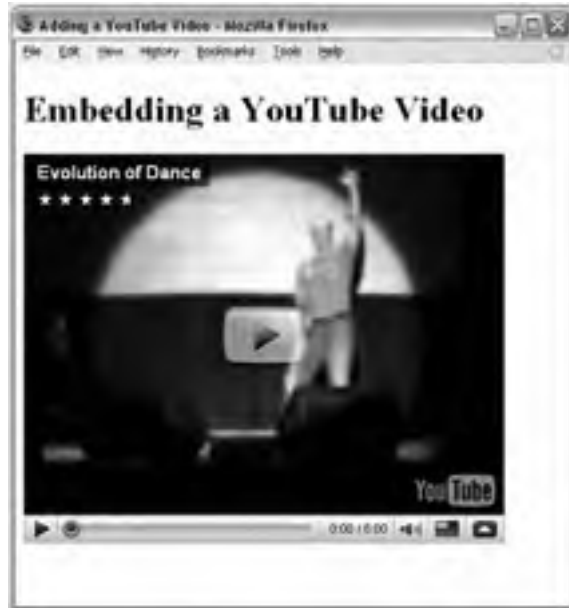 Adding a YouTube Video - Mozilla Firefox
File Edit View History Bookmarks Tools Help
Embedding a YouTube Video
Evolution of Dance
YouTube
0:00 / 6:00